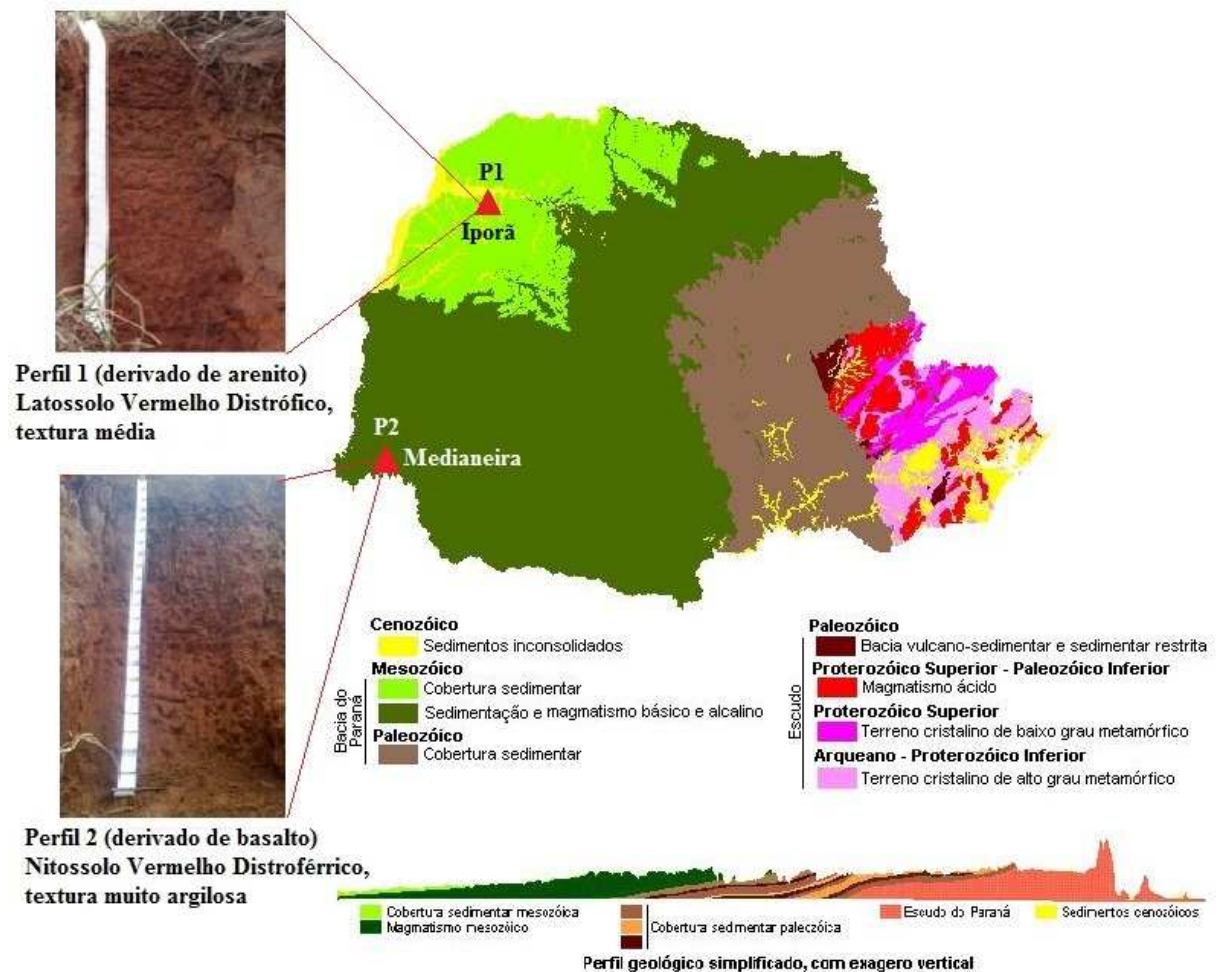 P1
Iporã
Perfil 1 (derivado de arenito)
Latossolo Vermelho Distrófico,
textura média
P2
Medianeira
Perfil 2 (derivado de basalto)
Nitossolo Vermelho Distroférrico,
textura muito argilosa
Cenozóico
Sedimentos inconsolidados
Mesozóico
Cobertura sedimentar
Sedimentação e magmatismo básico e alcalino
Paleozóico
Cobertura sedimentar
Bacia do
Paraná
Paleozóico
Bacia vulcano-sedimentar e sedimentar restrita
Proterozóico Superior - Paleozóico Inferior
Magmatismo ácido
Proterozóico Superior
Terreno cristalino de baixo grau metamórfico
Arqueano - Proterozóico Inferior
Terreno cristalino de alto grau metamórfico
Escudo
Cobertura sedimentar mesozóica
Magmatismo mesozóico
Cobertura sedimentar paleozóica
Escudo do Paraná
Sedimentos cenozóicos
Perfil geológico simplificado, com exagero vertical